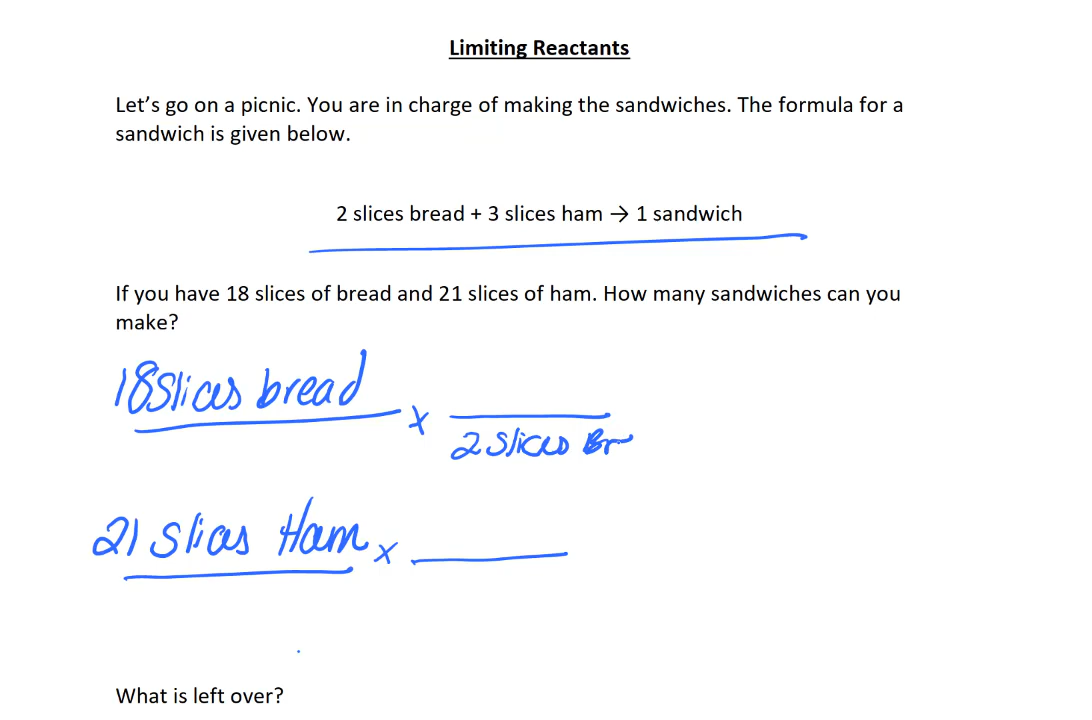 Limiting Reactants
Let's go on a picnic. You are in charge of making the sandwiches. The formula for a
sandwich is given below.
2 slices bread + 3 slices ham → 1 sandwich
If you have 18 slices of bread and 21 slices of ham. How many sandwiches can you
make?
18 Slices bread x
2 Slices Br
21 Slices Ham x
What is left over?